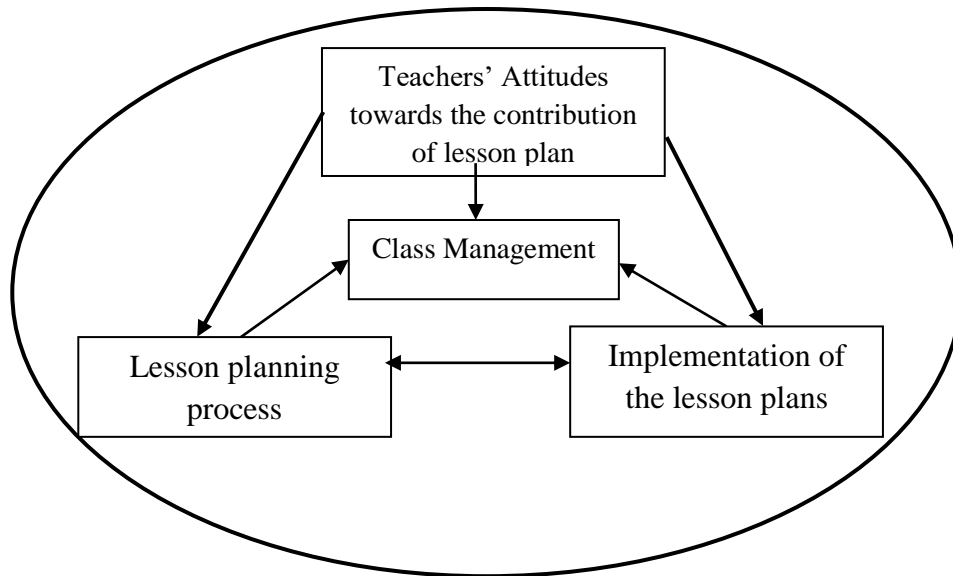 Teachers’ Attitudes
towards the contribution
of lesson plan
Class Management
Lesson planning
process
Implementation of
the lesson plans